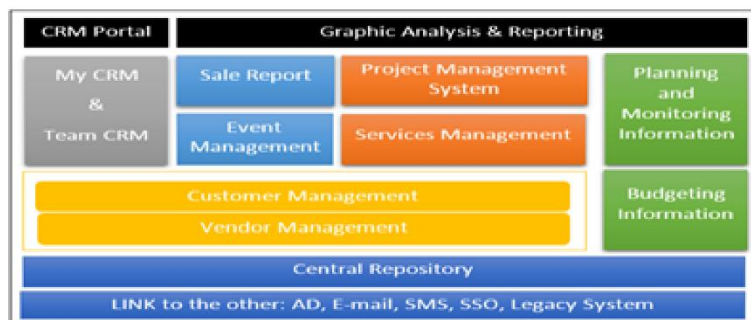 CRM Portal
Graphic Analysis & Reporting
My CRM
&
Team CRM
Sale Report
Project Management
System
Planning
and
Monitoring
Information
Event
Management
Services Management
Customer Management
Vendor Management
Budgeting
Information
Central Repository
LINK to the other: AD, E-mail, SMS, SSO, Legacy System